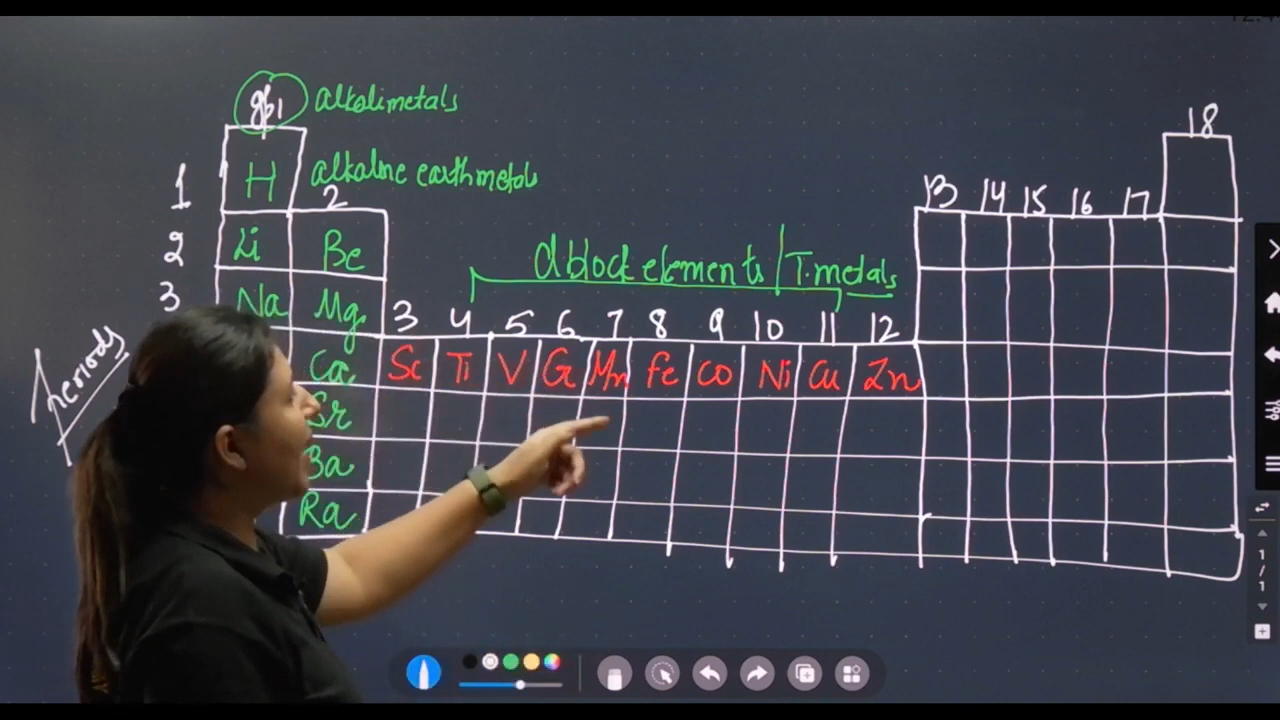 gp1 alkalimetals
18
1 H alkaline earthmetals
2 13 14 15 16 17
2 Li Be
d block elements / T.metals
3 Na Mg 3 4 5 6 7 8 9 10 11 12
periods
Ca Sc Ti V Cr Mn Fe Co Ni Cu Zn
Sr
Ba
Ra
1
/
1